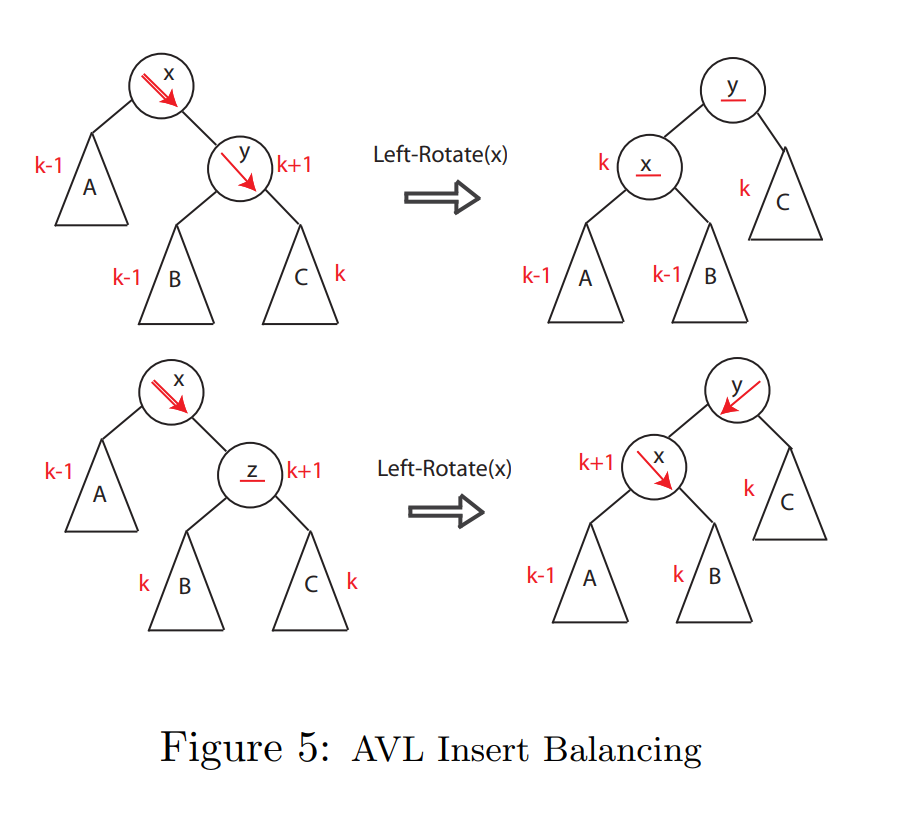 x
k-1
A
y
k+1
k-1
B
C
k
Left-Rotate(x)
y
k
x
k
C
k-1
A
k-1
B
x
k-1
A
z
k+1
k
B
C
k
Left-Rotate(x)
y
k+1
x
k
C
k-1
A
k
B
Figure 5: AVL Insert Balancing